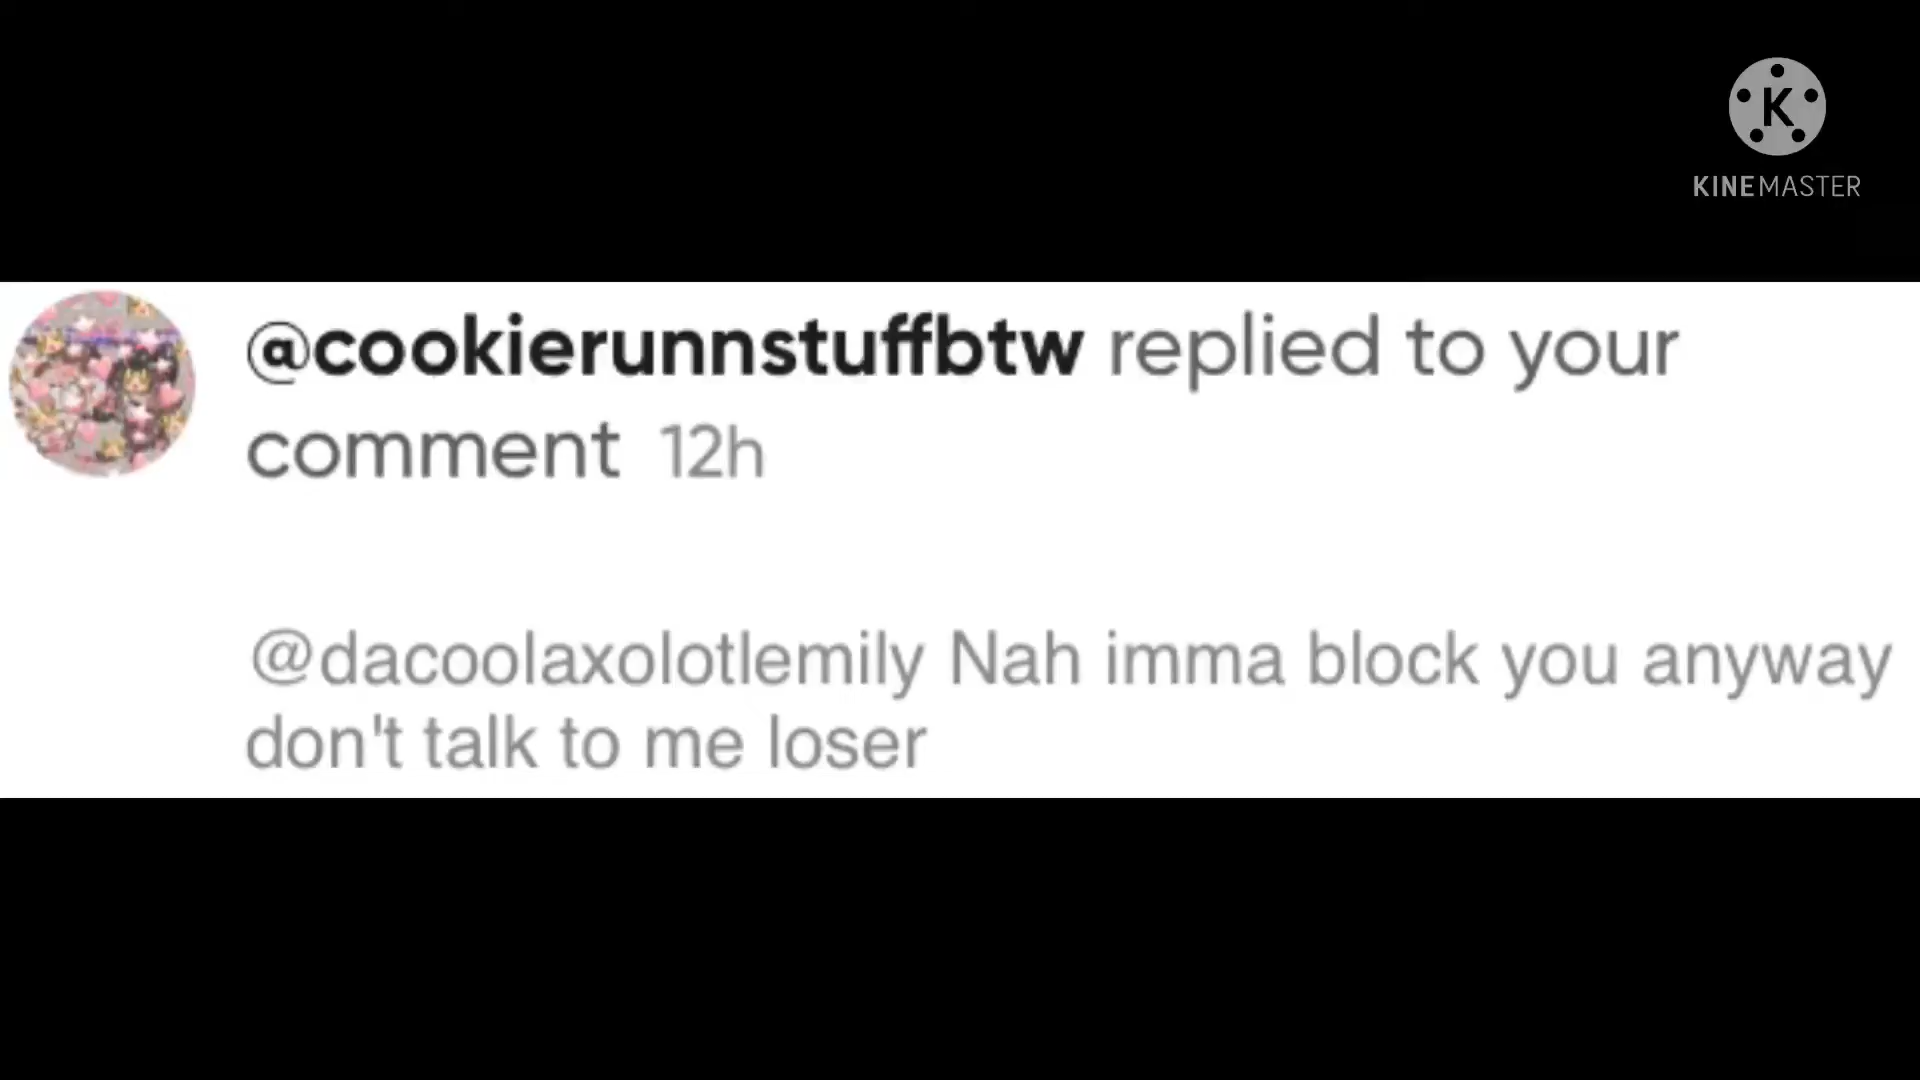 K
KINEMASTER
@cookierunnstuffbtw replied to your
comment 12h
@dacoolaxolotlemily Nah imma block you anyway
don't talk to me loser